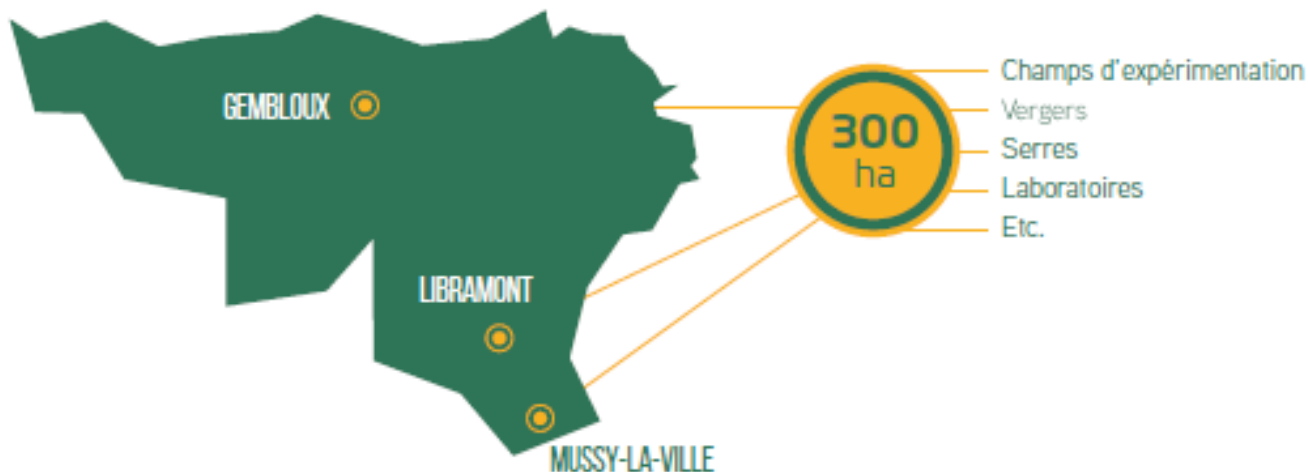 GEMBLOUX
LIBRAMONT
MUSSY-LA-VILLE
300
ha
Champs d'expérimentation
Vergers
Serres
Laboratoires
Etc.